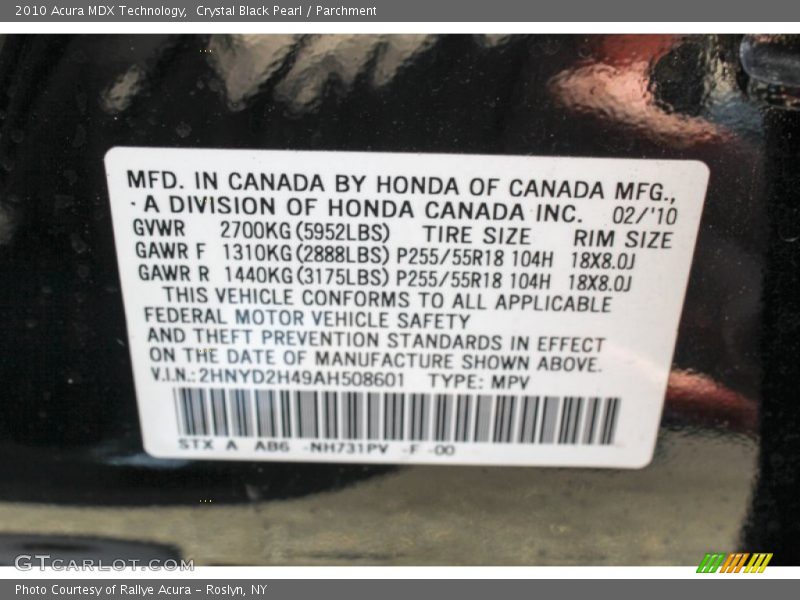 2010 Acura MDX Technology,  Crystal Black Pearl / Parchment
MFD. IN CANADA BY HONDA OF CANADA MFG.,
· A DIVISION OF HONDA CANADA INC.  02/'10
GVWR  2700KG(5952LBS)  TIRE SIZE  RIM SIZE
GAWR F  1310KG(2888LBS) P255/55R18 104H  18X8.0J
GAWR R  1440KG(3175LBS) P255/55R18 104H  18X8.0J
THIS VEHICLE CONFORMS TO ALL APPLICABLE
FEDERAL MOTOR VEHICLE SAFETY
AND THEFT PREVENTION STANDARDS IN EFFECT
ON THE DATE OF MANUFACTURE SHOWN ABOVE.
V.I.N.: 2HNYD2H49AH508601  TYPE: MPV
STX A  AB6  -NH731PV  -F -00
GTCARLOT.COM
Photo Courtesy of Rallye Acura - Roslyn, NY